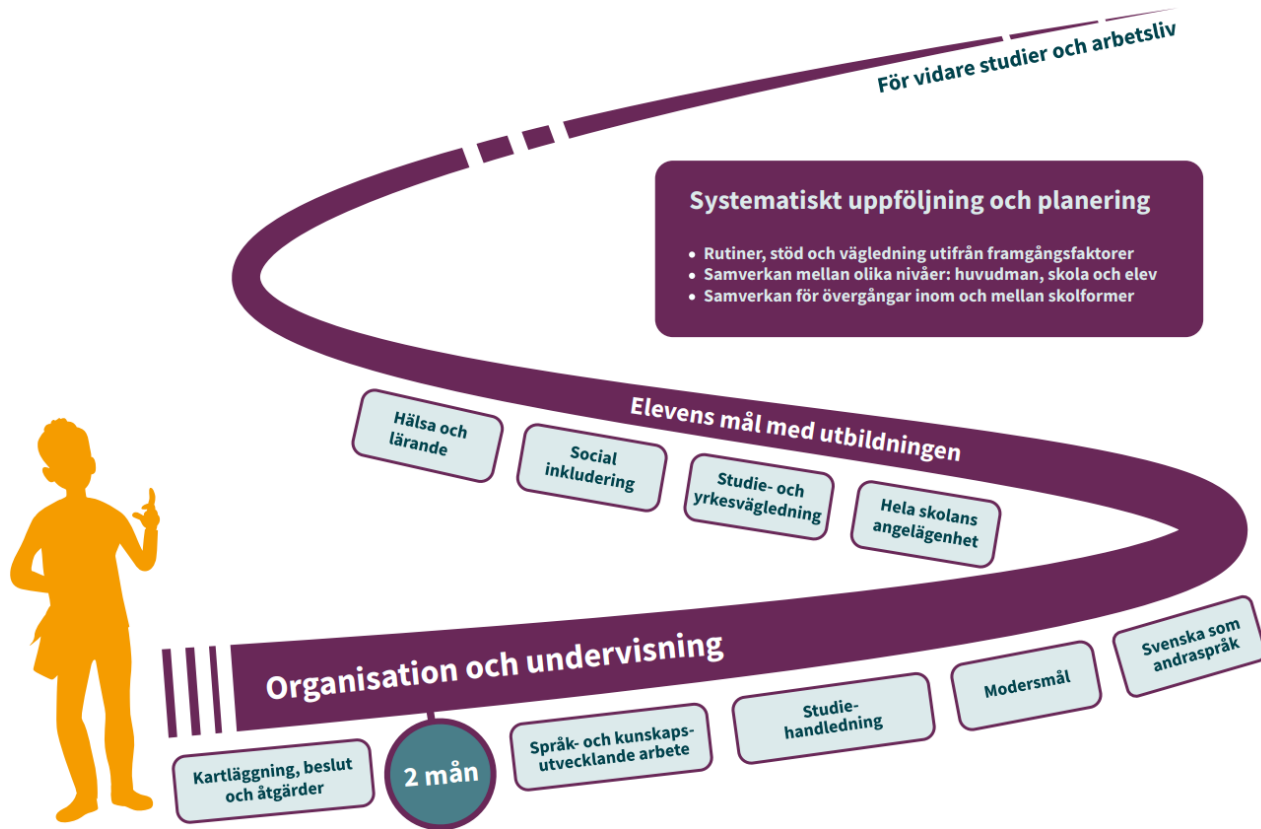 För vidare studier och arbetsliv
Systematiskt uppföljning och planering
• Rutiner, stöd och vägledning utifrån framgångsfaktorer
• Samverkan mellan olika nivåer: huvudman, skola och elev
• Samverkan för övergångar inom och mellan skolformer
Elevens mål med utbildningen
Hälsa och
lärande
Social
inkludering
Studie- och
yrkesvägledning
Hela skolans
angelägenhet
Organisation och undervisning
Kartläggning, beslut
och åtgärder
2 mån
Språk- och kunskaps-
utvecklande arbete
Studie-
handledning
Modersmål
Svenska som
andraspråk